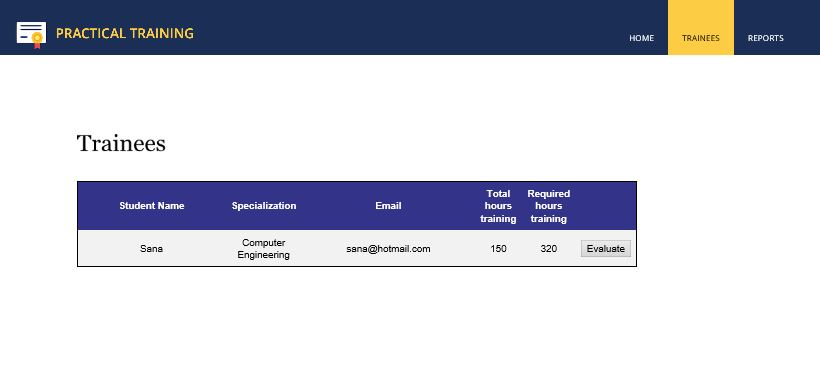 PRACTICAL TRAINING
HOME TRAINEES REPORTS
Trainees
Student Name Specialization Email Total hours training Required hours training
Sana Computer Engineering sana@hotmail.com 150 320 Evaluate